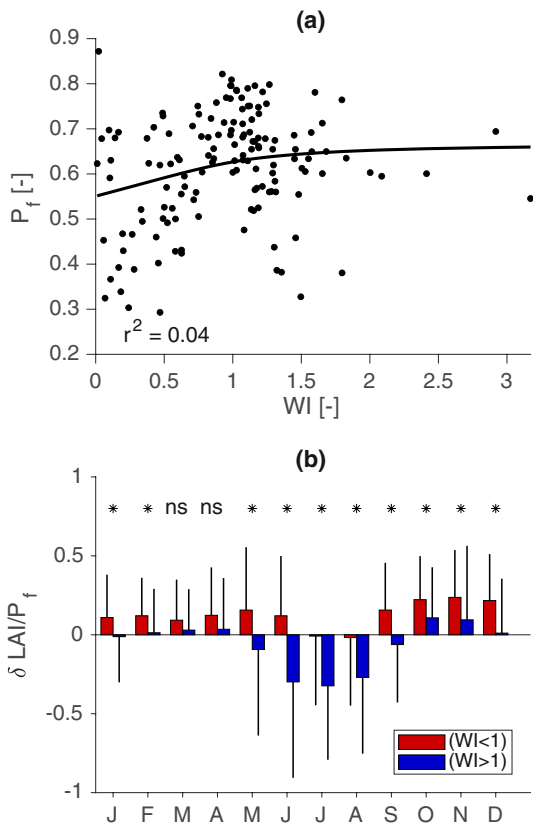 (a)
0.9
0.8
0.7
0.6
0.5
0.4
0.3
0.2
P_f [-]
r² = 0.04
0 0.5 1 1.5 2 2.5 3
WI [-]
(b)
1
0.5
0
-0.5
-1
δ LAI/P_f
* * ns ns * * * * * * * *
(WI<1)
(WI>1)
J F M A M J J A S O N D